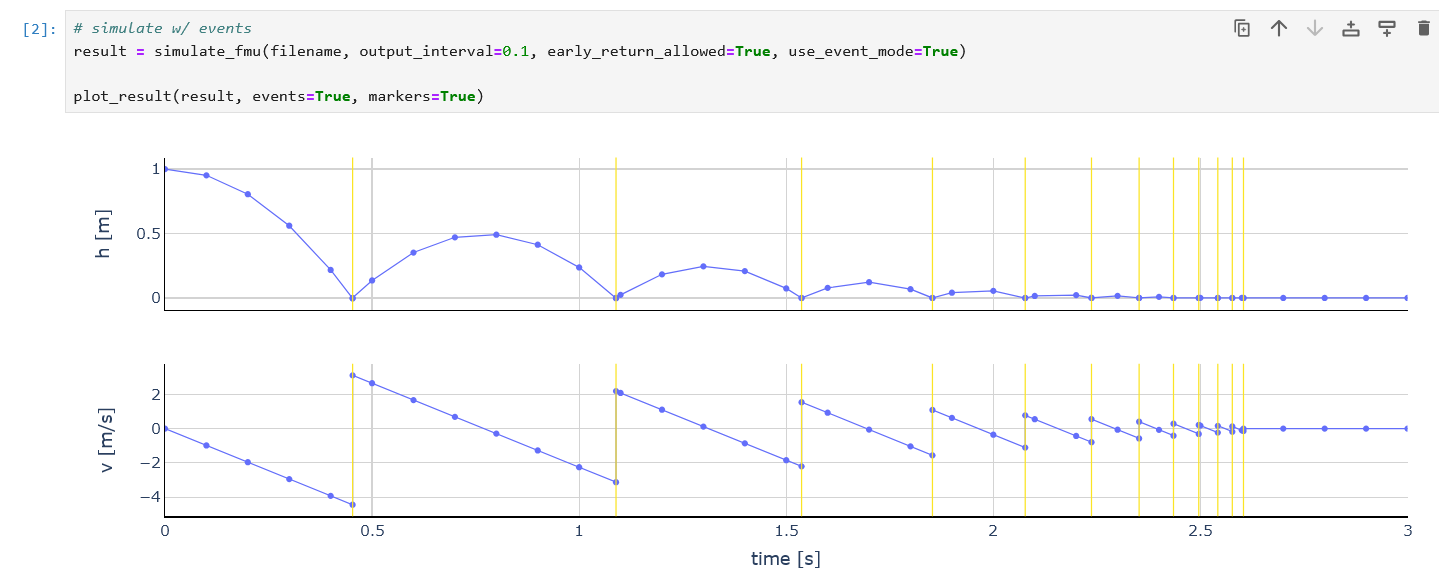 [2]:
# simulate w/ events
result = simulate_fmu(filename, output_interval=0.1, early_return_allowed=True, use_event_mode=True)
plot_result(result, events=True, markers=True)
h [m]
1
0.5
0
v [m/s]
2
0
−2
−4
0 0.5 1 1.5 2 2.5 3
time [s]